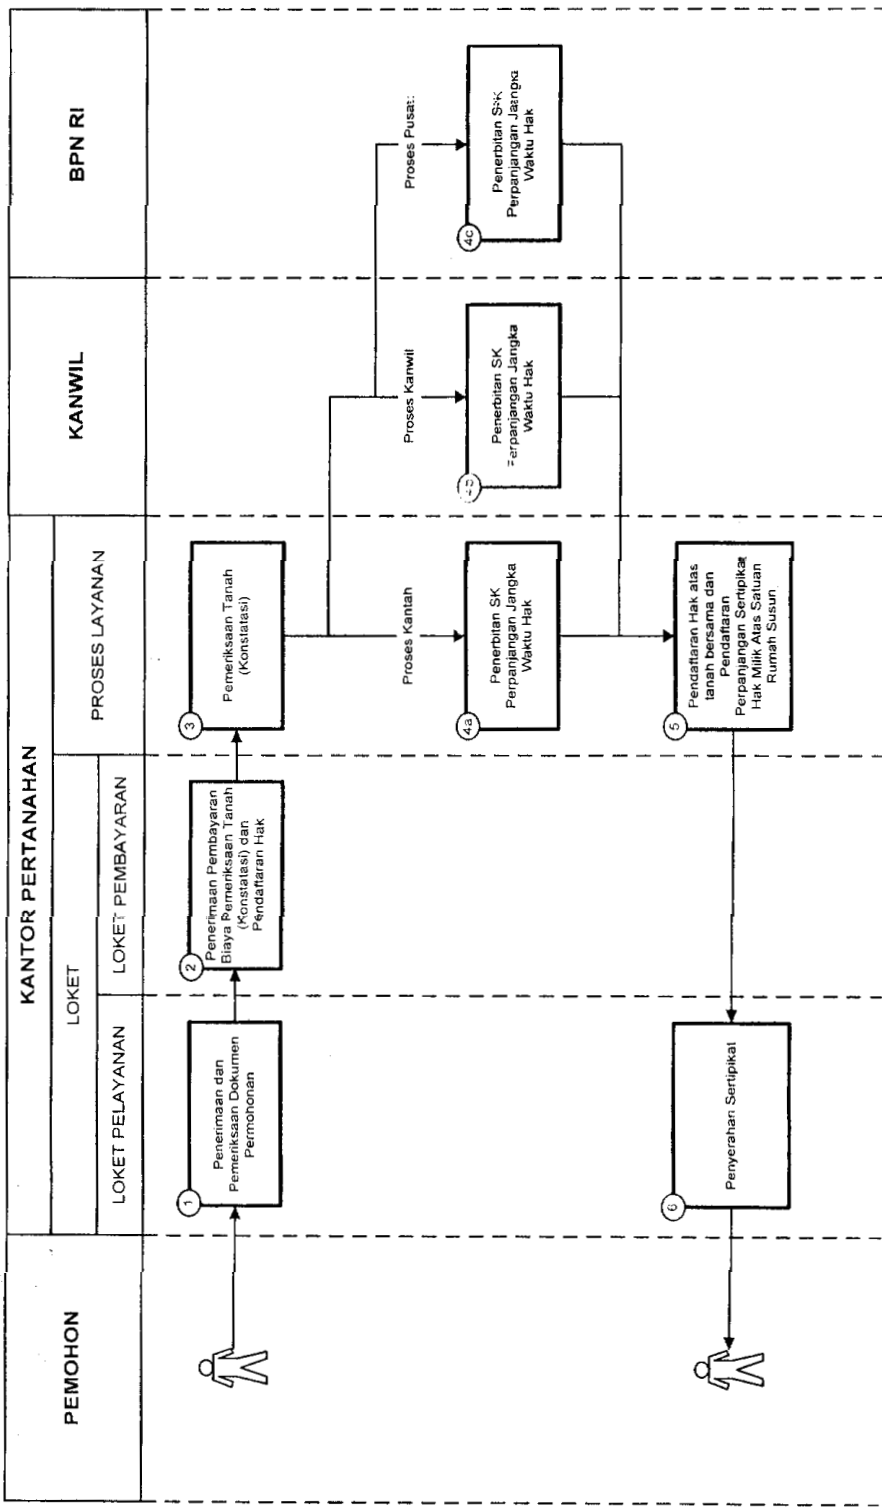 PEMOHON
KANTOR PERTANAHAN
KANWIL
BPN RI
LOKET
PROSES LAYANAN
LOKET PELAYANAN
LOKET PEMBAYARAN
1
Penerimaan dan
Pemeriksaan Dokumen
Permohonan
2
Penerimaan Pembayaran
Biaya Pemeriksaan Tanah
(Konstatasi) dan
Pendaftaran Hak
3
Pemeriksaan Tanah
(Konstatasi)
Proses Kantah
Proses Kanwil
Proses Pusat
4a
Penerbitan SK
Perpanjangan Jangka
Waktu Hak
4b
Penerbitan SK
Perpanjangan Jangka
Waktu Hak
4c
Penerbitan SK
Perpanjangan Jangka
Waktu Hak
5
Pendaftaran Hak atas
tanah bersama dan
Pendaftaran
Perpanjangan Sertipikat
Hak Milik Atas Satuan
Rumah Susun
6
Penyerahan Sertipikat